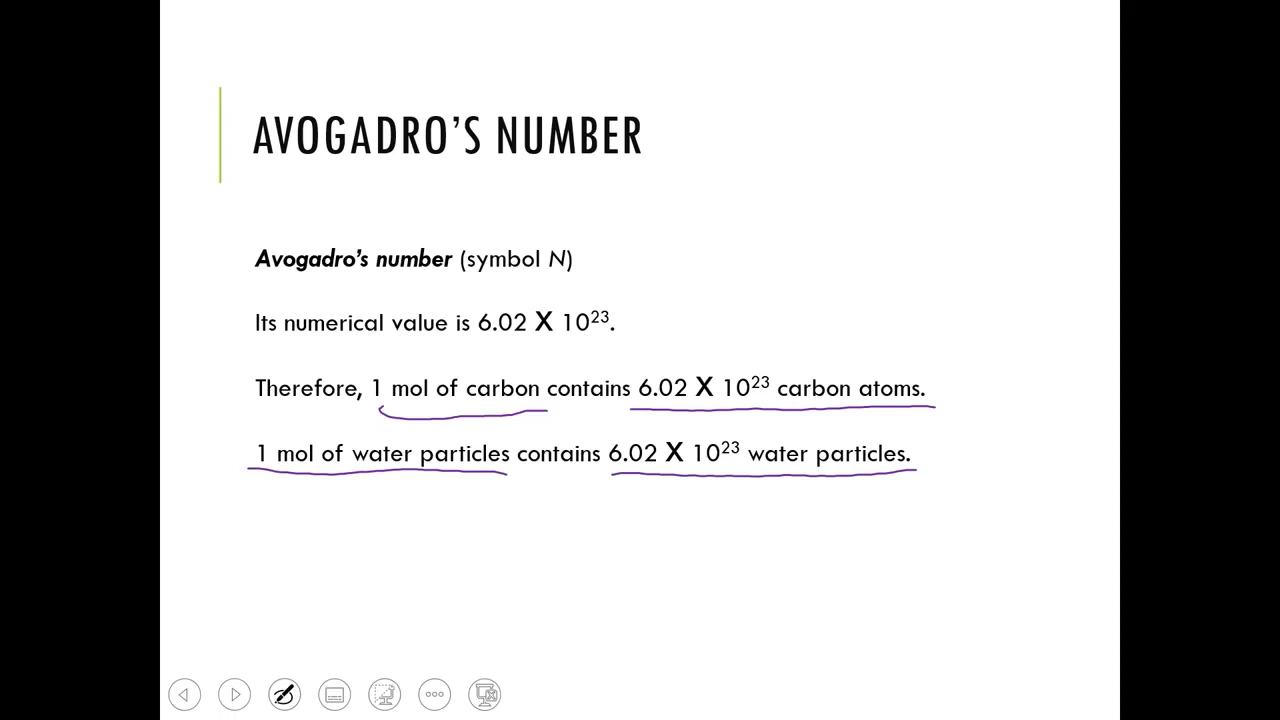 AVOGADRO’S NUMBER
Avogadro’s number (symbol N)
Its numerical value is 6.02 X 10²³.
Therefore, 1 mol of carbon contains 6.02 X 10²³ carbon atoms.
1 mol of water particles contains 6.02 X 10²³ water particles.